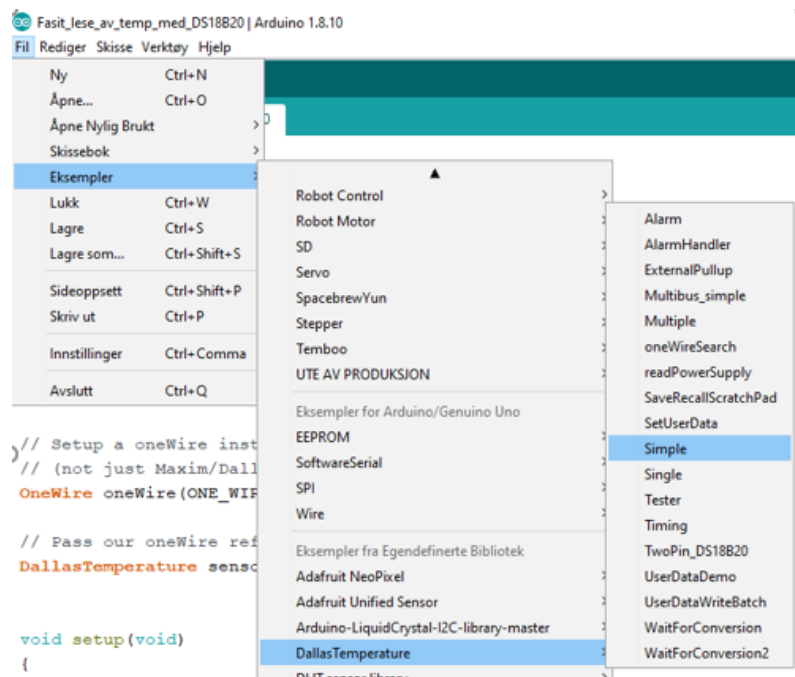 Fasit_lese_av_temp_med_DS18B20 | Arduino 1.8.10
Fil Rediger Skisse Verktøy Hjelp
Ny Ctrl+N
Åpne... Ctrl+O
Åpne Nylig Brukt
Skissebok
Eksempler
Lukk Ctrl+W
Lagre Ctrl+S
Lagre som... Ctrl+Shift+S
Sideoppsett Ctrl+Shift+P
Skriv ut Ctrl+P
Innstillinger Ctrl+Comma
Avslutt Ctrl+Q
Robot Control
Robot Motor
SD
Servo
SpacebrewYun
Stepper
Temboo
UTE AV PRODUKSJON
Eksempler for Arduino/Genuino Uno
EEPROM
SoftwareSerial
SPI
Wire
Eksempler fra Egendefinerte Bibliotek
Adafruit NeoPixel
Adafruit Unified Sensor
Arduino-LiquidCrystal-I2C-library-master
DallasTemperature
Alarm
AlarmHandler
ExternalPullup
Multibus_simple
Multiple
oneWireSearch
readPowerSupply
SaveRecallScratchPad
SetUserData
Simple
Single
Tester
Timing
TwoPin_DS18B20
UserDataDemo
UserDataWriteBatch
WaitForConversion
WaitForConversion2
// Setup a oneWire inst
// (not just Maxim/Dall
OneWire oneWire(ONE_WIR
// Pass our oneWire ref
DallasTemperature senso
void setup(void)
{